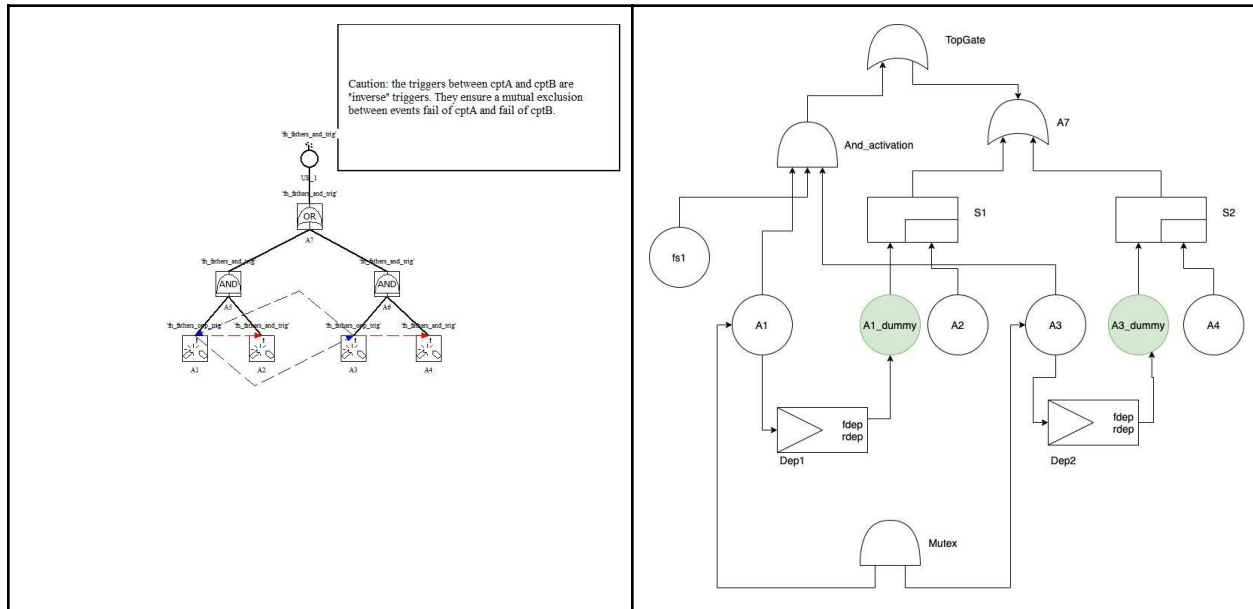 Caution: the triggers between cptA and cptB are
"inverse" triggers. They ensure a mutual exclusion
between events fail of cptA and fail of cptB.
'fn_fathers_and_trig'
UE_1
'fn_fathers_and_trig'
OR
A7
'fn_fathers_and_trig'
'fn_fathers_and_trig'
AND
AND
A5
A6
'fn_fathers_and_trig'
'fn_fathers_and_trig'
!
!
!
!
A1
A2
A3
A4
TopGate
A7
And_activation
S1
S2
fs1
A1
A1_dummy
A2
A3
A3_dummy
A4
fdep
rdep
Dep1
fdep
rdep
Dep2
Mutex